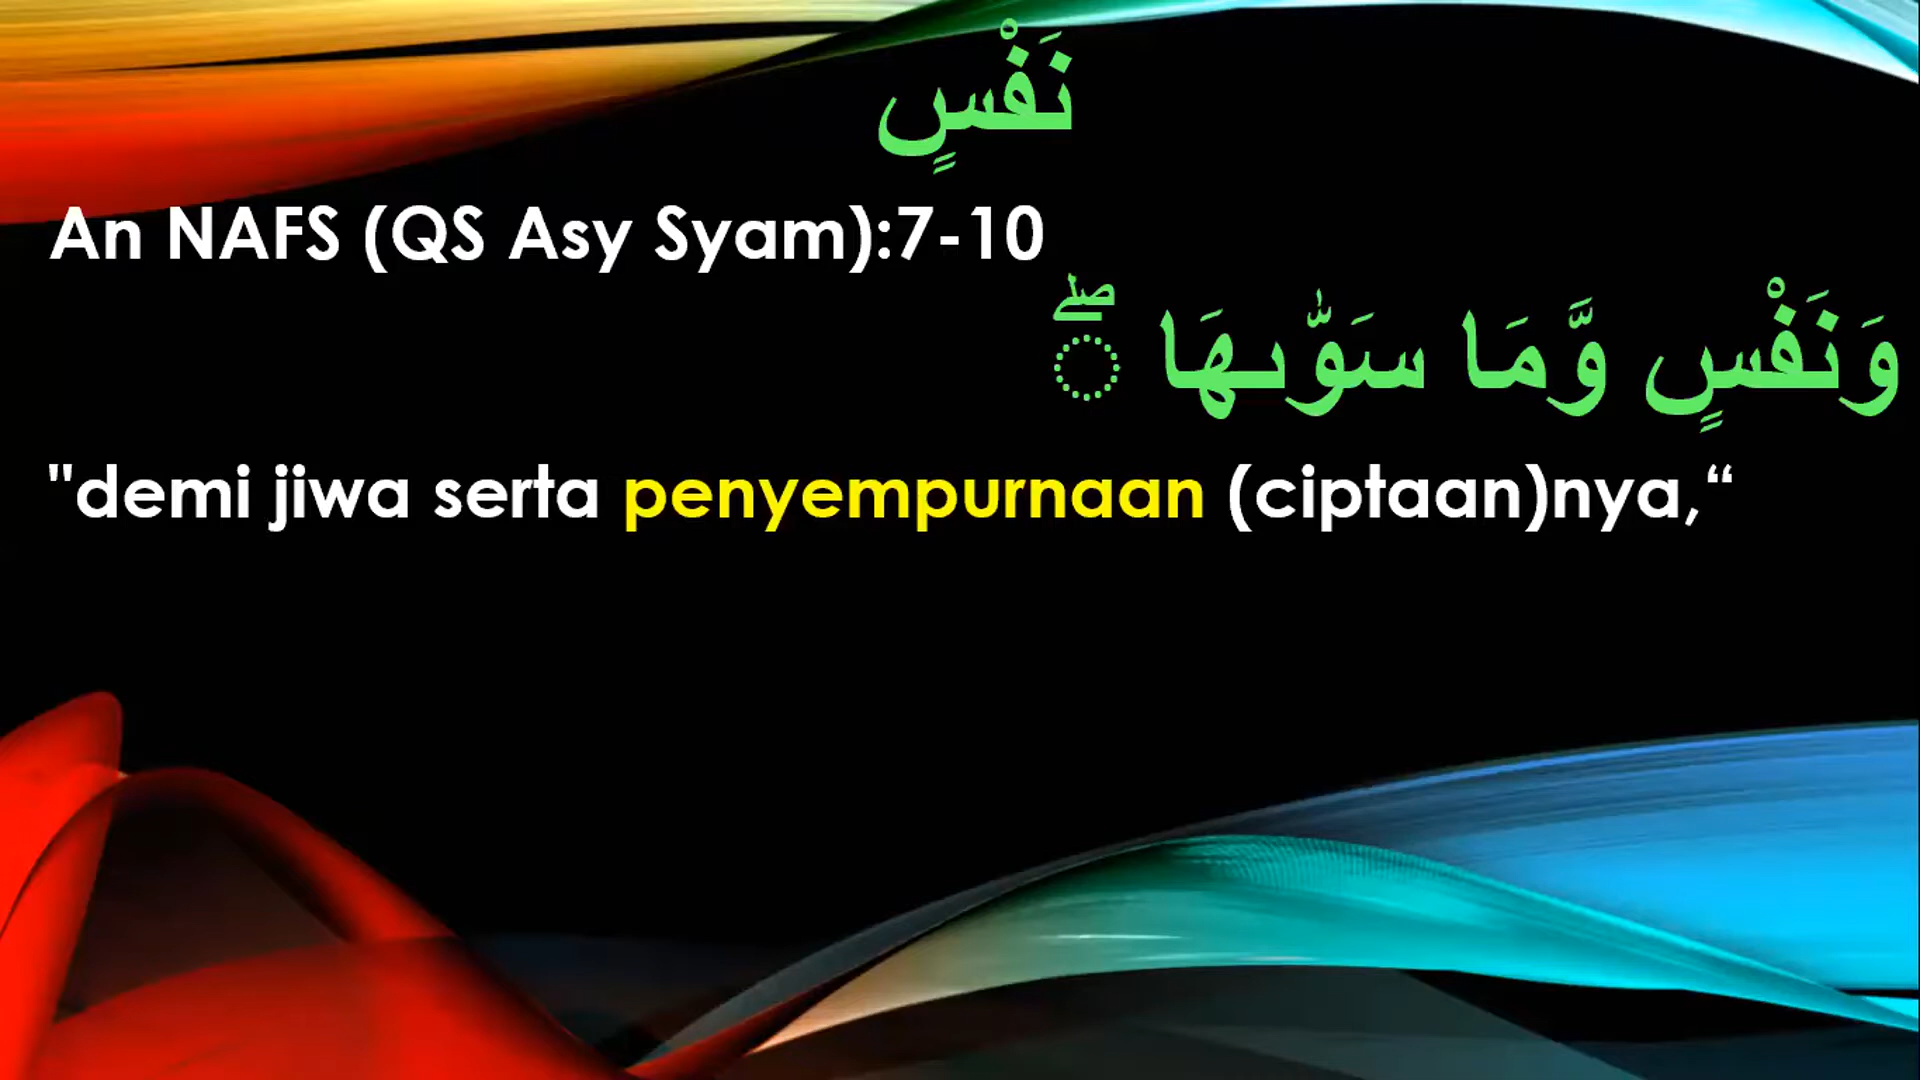 نَفْسٍ
An NAFS (QS Asy Syam):7-10
وَنَفْسٍ وَّمَا سَوّٰىهَا ۖ
"demi jiwa serta penyempurnaan (ciptaan)nya,“